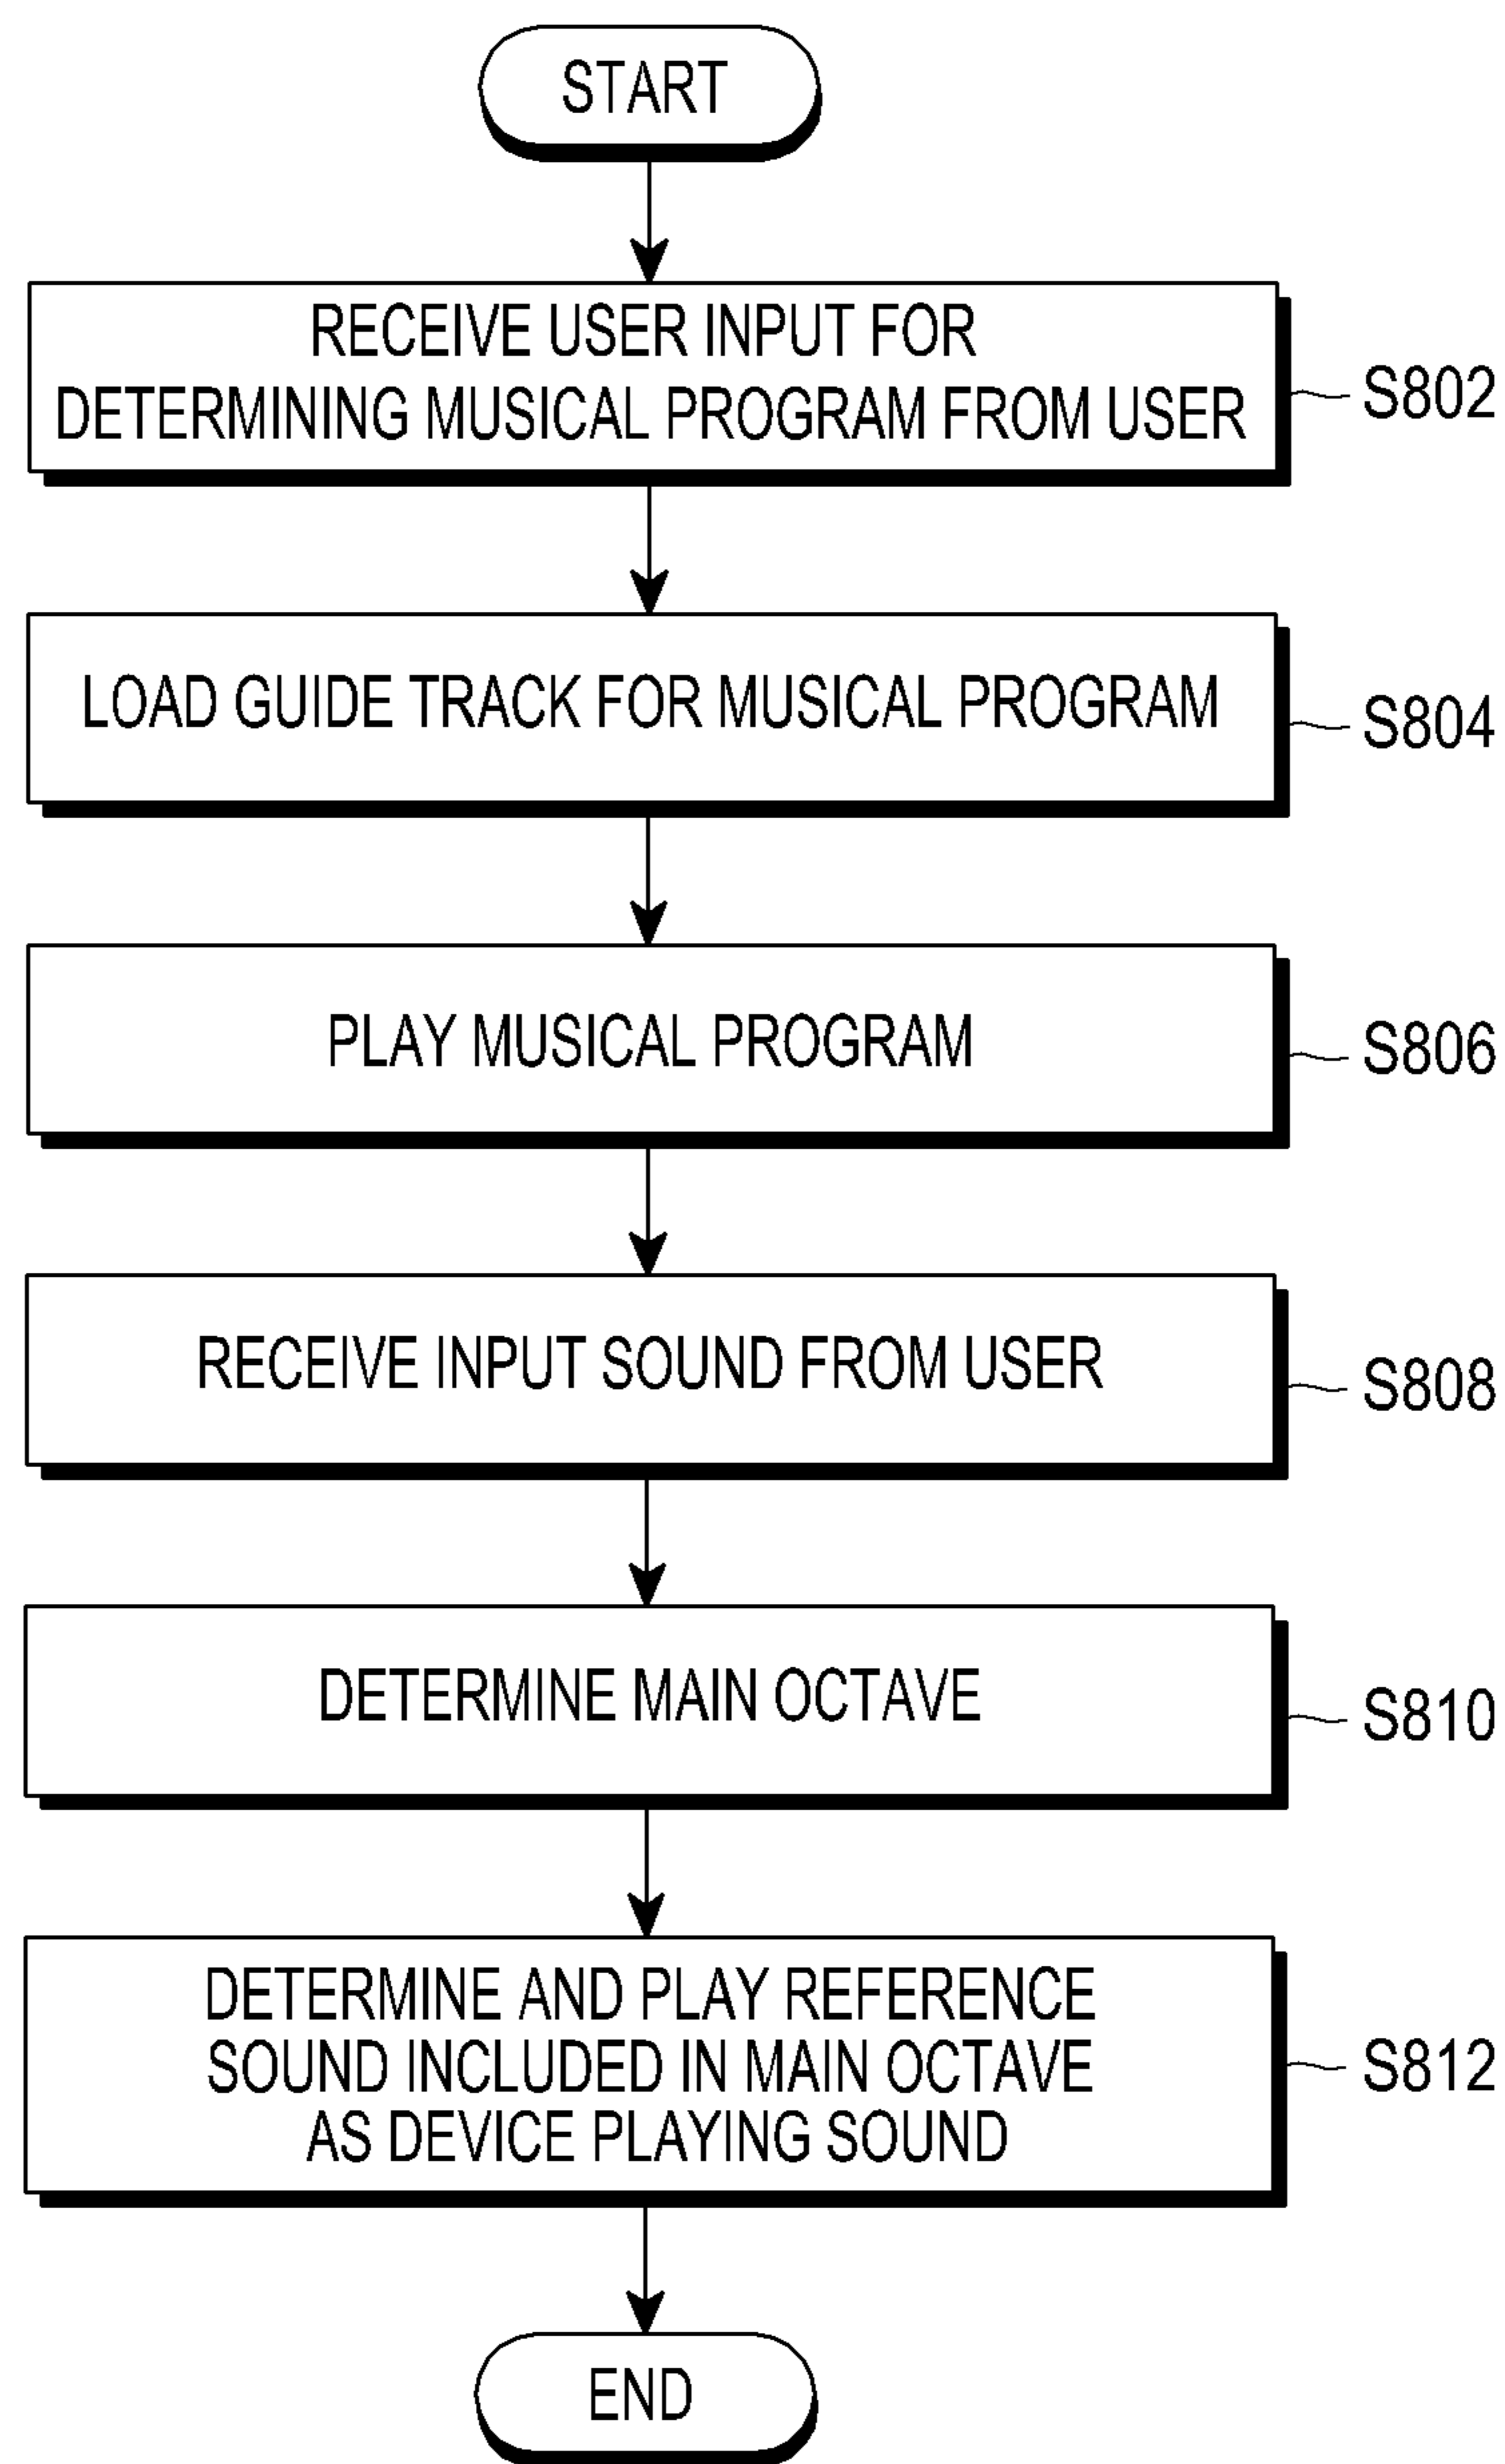 START
RECEIVE USER INPUT FOR
DETERMINING MUSICAL PROGRAM FROM USER
S802
LOAD GUIDE TRACK FOR MUSICAL PROGRAM
S804
PLAY MUSICAL PROGRAM
S806
RECEIVE INPUT SOUND FROM USER
S808
DETERMINE MAIN OCTAVE
S810
DETERMINE AND PLAY REFERENCE
SOUND INCLUDED IN MAIN OCTAVE
AS DEVICE PLAYING SOUND
S812
END